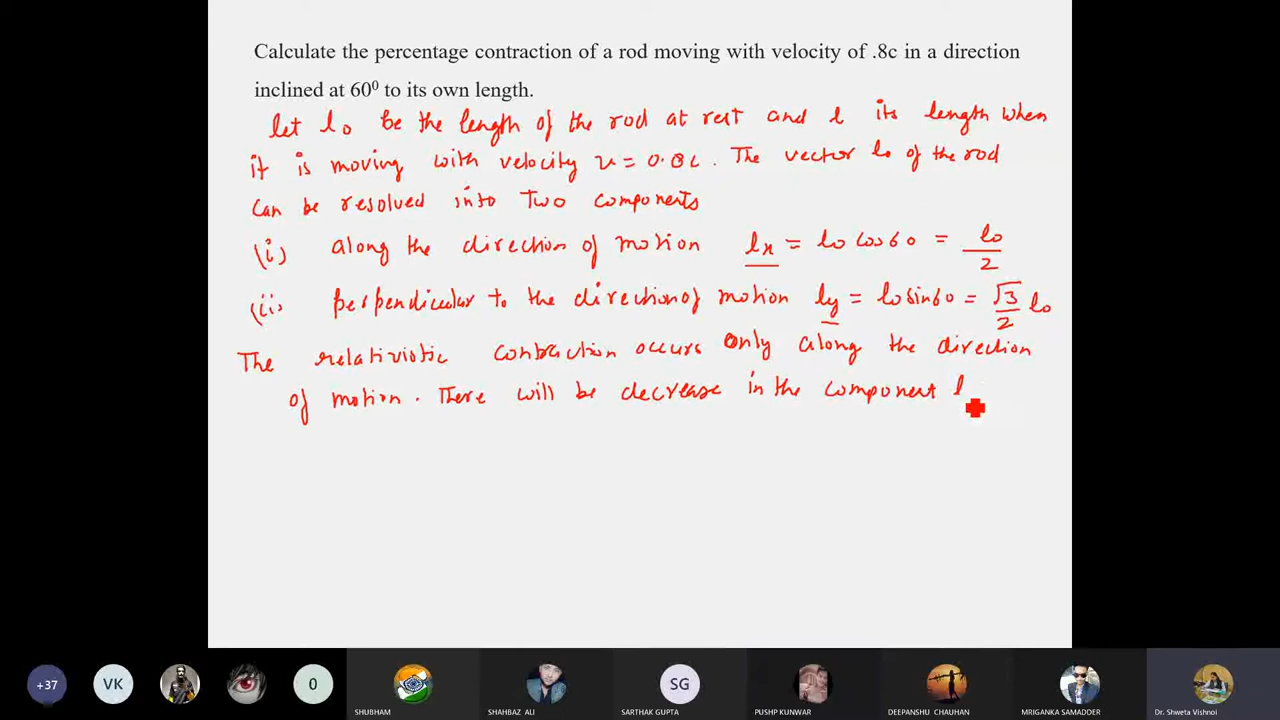 Calculate the percentage contraction of a rod moving with velocity of .8c in a direction
inclined at 60⁰ to its own length.
let l0 be the length of the rod at rest and l its length when
it is moving with velocity v = 0.8c. The vector l0 of the rod
can be resolved into two components
(i) along the direction of motion lx = l0 cos60 = l0/2
(ii) perpendicular to the direction of motion ly = l0 sin60 = √3/2 l0
The relativistic contraction occurs only along the direction
of motion. There will be decrease in the component l
+37
VK
0
SG
SHUBHAM
SHAHBAZ ALI
SARTHAK GUPTA
PUSHP KUNWAR
DEEPANSHU CHAUHAN
MRIGANKA SAMADDER
Dr. Shweta Vishnoi